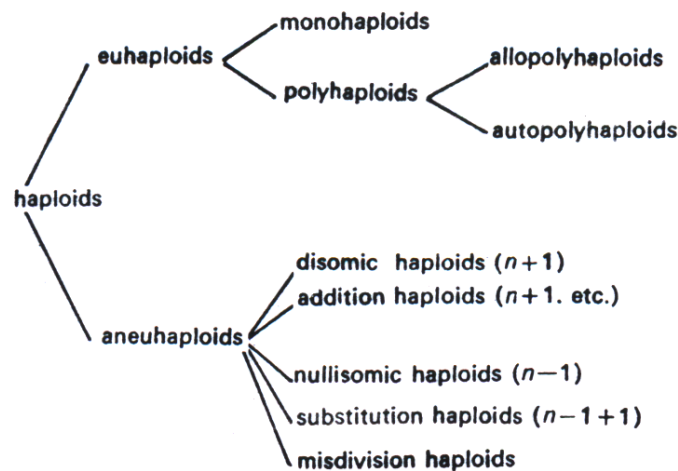 monohaploids
euhaploids
allopolyhaploids
polyhaploids
autopolyhaploids
haploids
disomic haploids (n+1)
addition haploids (n+1. etc.)
aneuhaploids
nullisomic haploids (n−1)
substitution haploids (n−1+1)
misdivision haploids